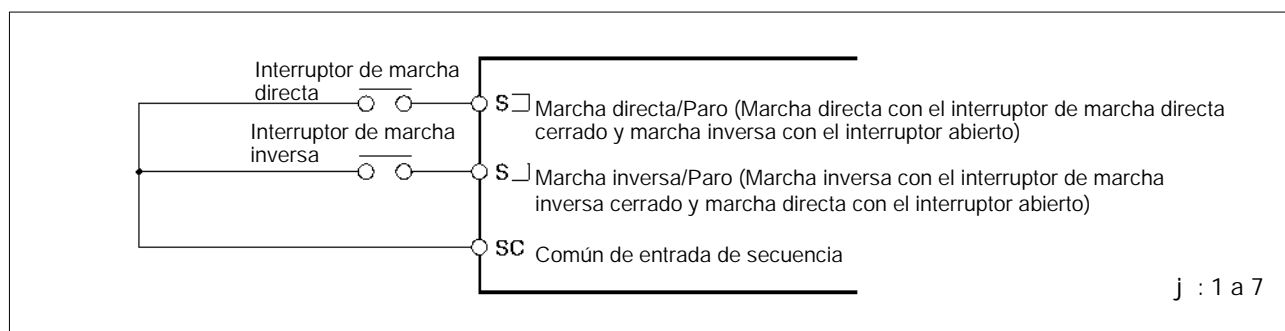 Interruptor de marcha
directa
S Marcha directa/Paro (Marcha directa con el interruptor de marcha directa
cerrado y marcha inversa con el interruptor abierto)
Interruptor de marcha
inversa
S Marcha inversa/Paro (Marcha inversa con el interruptor de marcha
inversa cerrado y marcha directa con el interruptor abierto)
SC Común de entrada de secuencia
j : 1 a 7